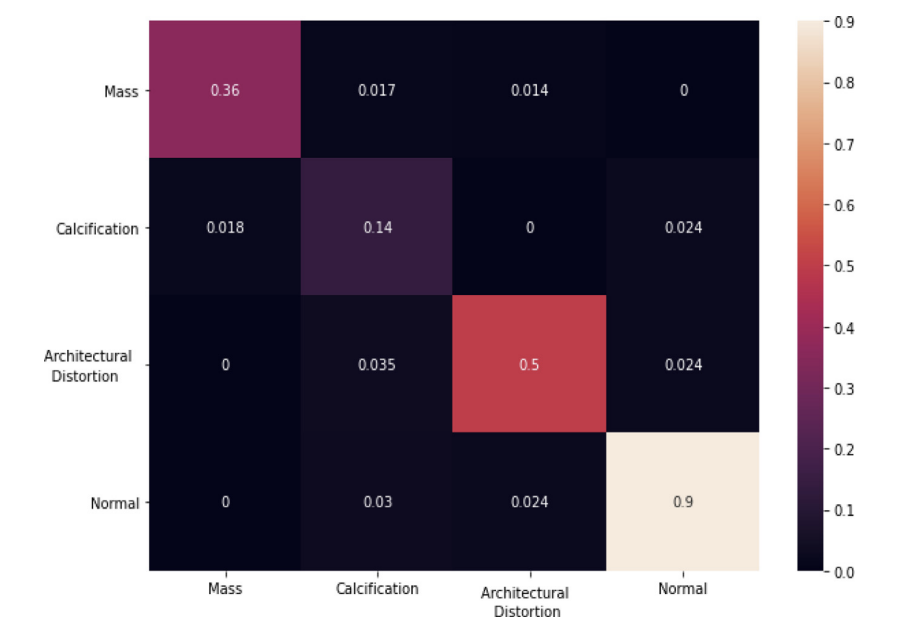 0.9
Mass 0.36 0.017 0.014 0
0.8
0.7
Calcification 0.018 0.14 0 0.024
0.6
0.5
0.4
Architectural
Distortion
0 0.035 0.5 0.024
0.3
0.2
Normal 0 0.03 0.024 0.9
0.1
0.0
Mass Calcification Architectural
Distortion
Normal